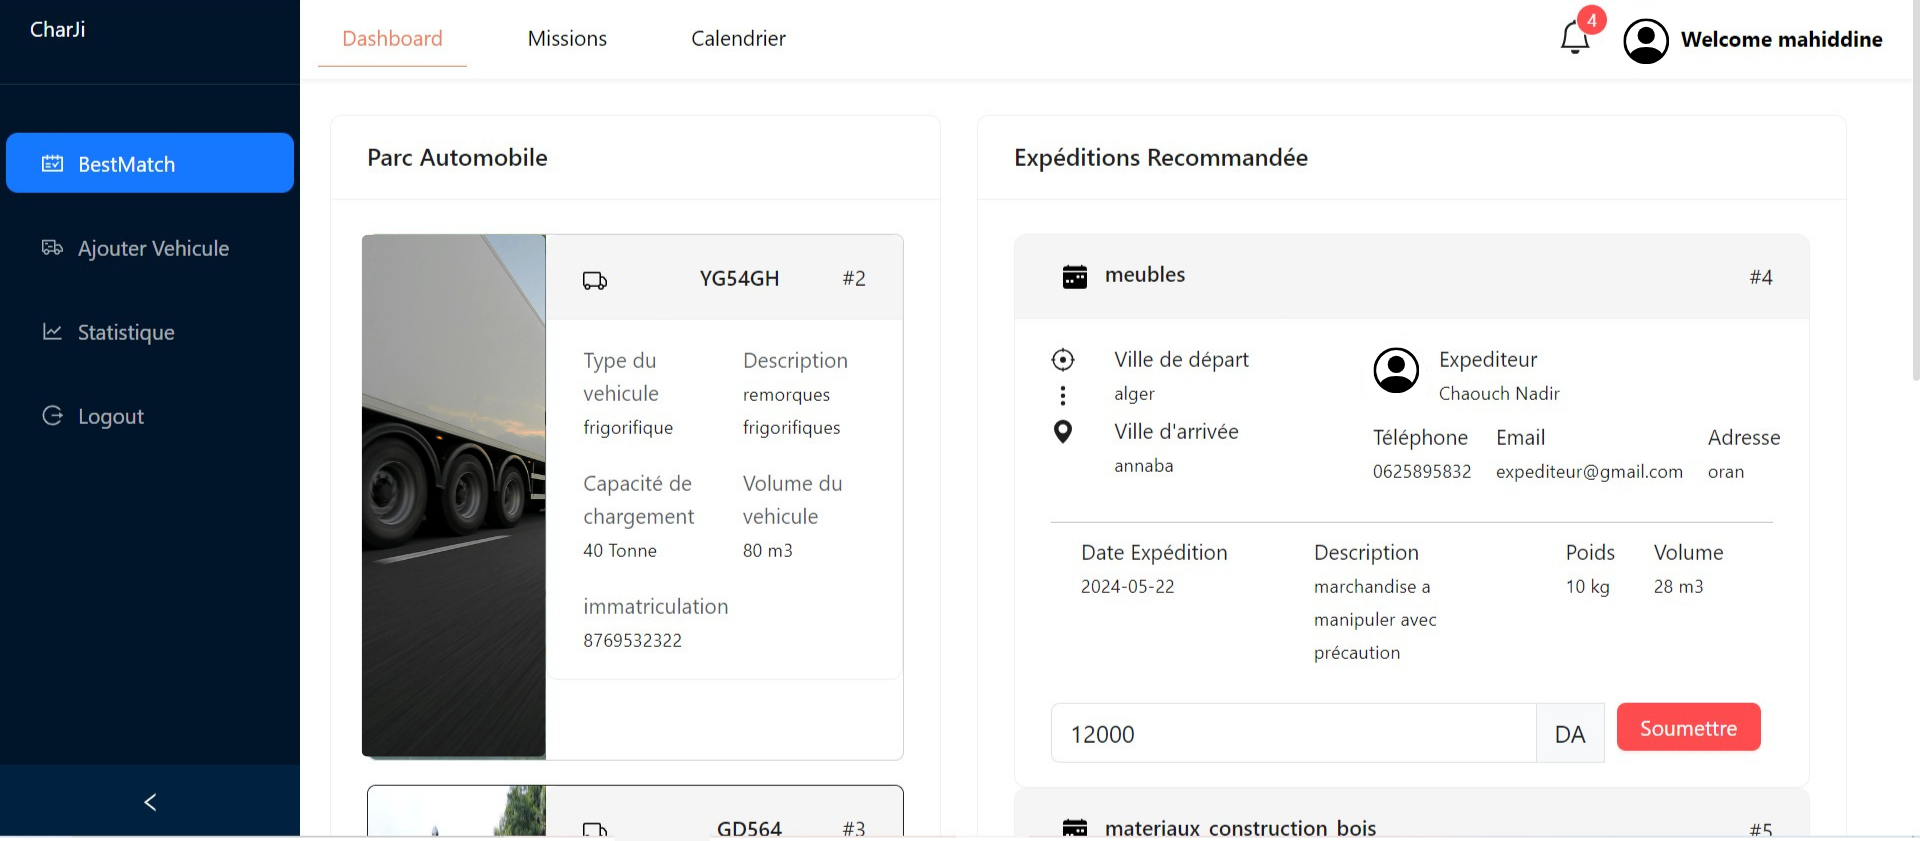 CharJi
BestMatch
Ajouter Vehicule
Statistique
Logout
Dashboard
Missions
Calendrier
4
Welcome mahiddine
Parc Automobile
YG54GH
#2
Type du
vehicule
frigorifique
Description
remorques
frigorifiques
Capacité de
chargement
40 Tonne
Volume du
vehicule
80 m3
immatriculation
8769532322
GD564
#3
Expéditions Recommandée
meubles
#4
Ville de départ
alger
Ville d'arrivée
annaba
Expediteur
Chaouch Nadir
Téléphone
0625895832
Email
expediteur@gmail.com
Adresse
oran
Date Expédition
2024-05-22
Description
marchandise a
manipuler avec
précaution
Poids
10 kg
Volume
28 m3
12000
DA
Soumettre
materiaux_construction_bois
#5